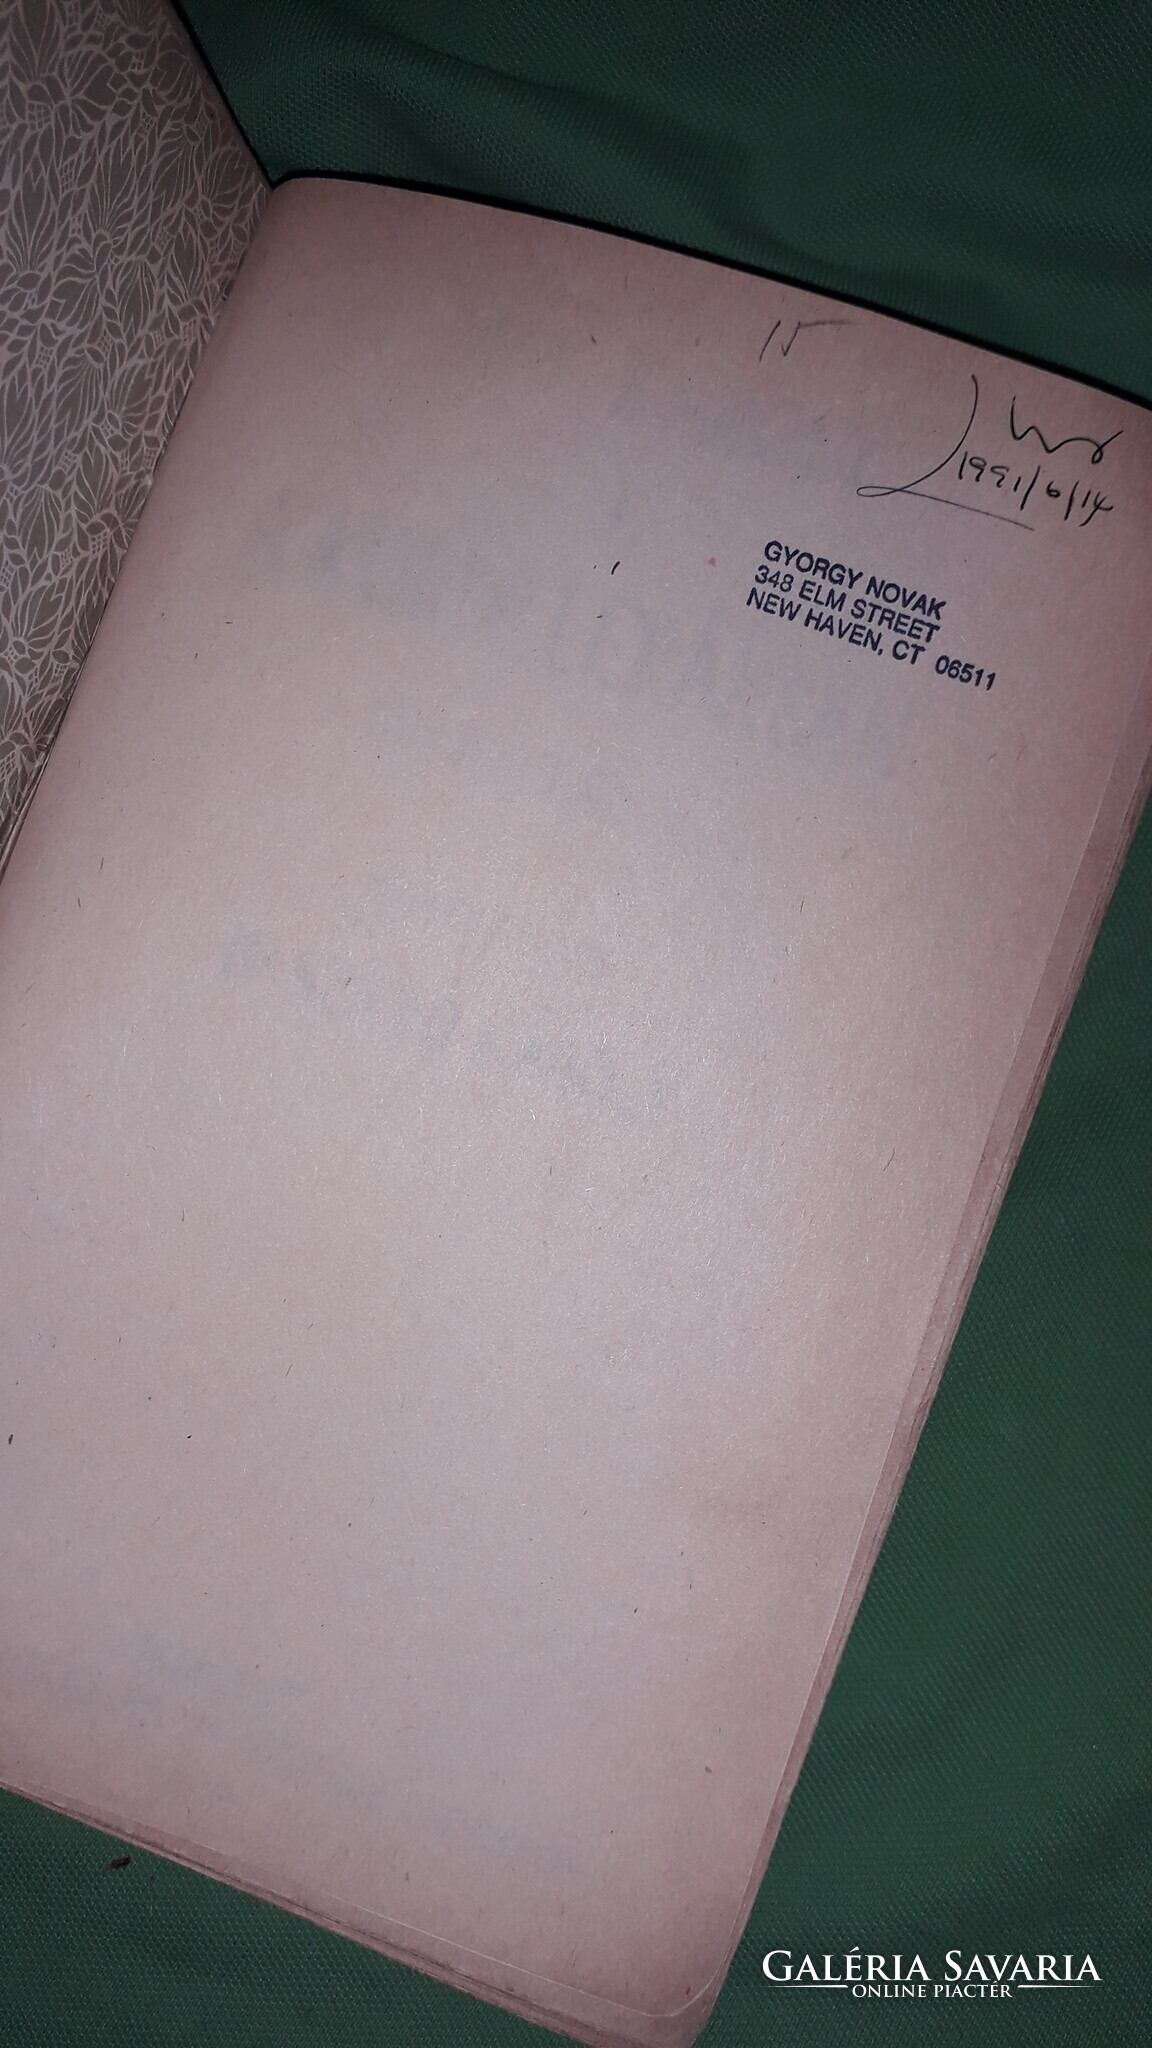 15
1991/6/14
GYORGY NOVAK
348 ELM STREET
NEW HAVEN, CT 06511
GALÉRIA SAVARIA
ONLINE PIACTÉR